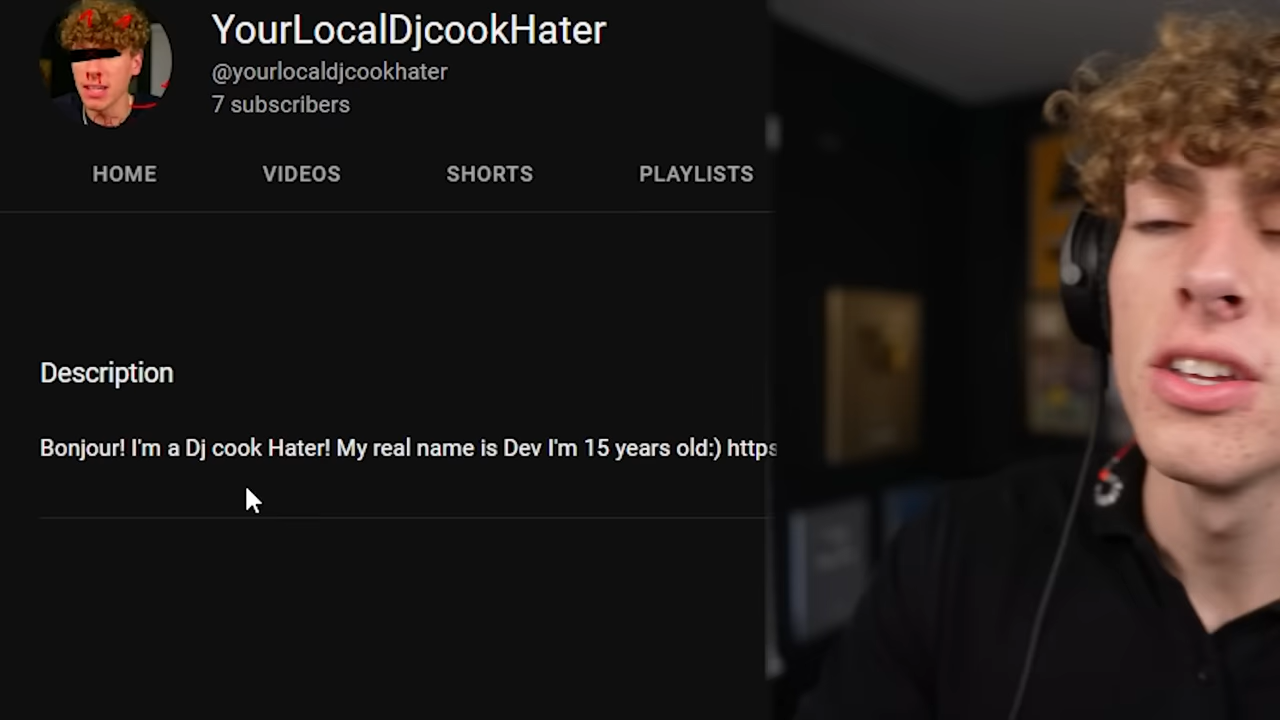 YourLocalDjcookHater
@yourlocaldjcookhater
7 subscribers
HOME VIDEOS SHORTS PLAYLISTS
Description
Bonjour! I'm a Dj cook Hater! My real name is Dev I'm 15 years old:) https